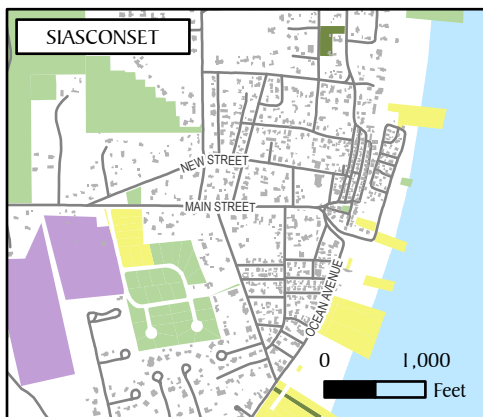 SIASCONSET
NEW STREET
MAIN STREET
OCEAN AVENUE
0 1,000
Feet